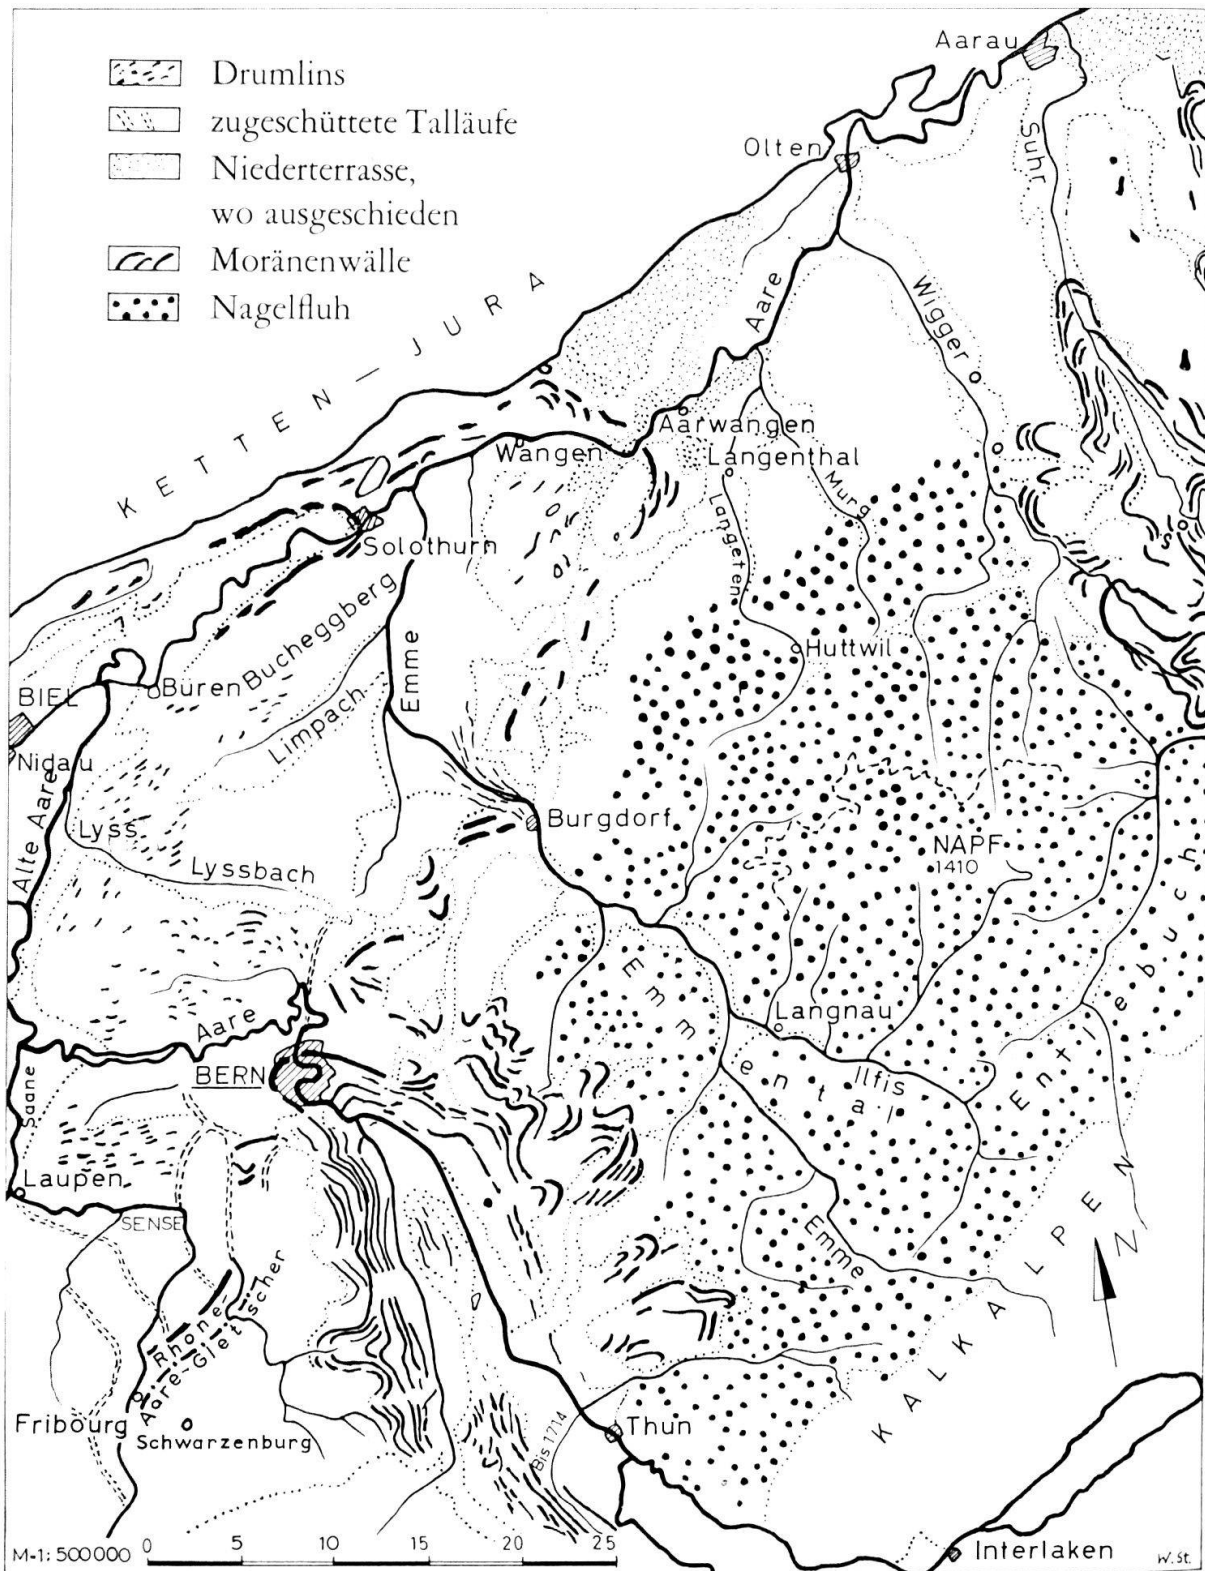 Drumlins
zugeschüttete Talläufe
Niederterrasse,
wo ausgeschieden
Moränenwälle
Nagelfluh
Aarau
Suhr
Olten
KETTEN—JURA
Aare
Wigger
Aarwangen
Wangen
Langenthal
Murg
Langeten
S.
Solothurn
Bucheggberg
Emme
Huttwil
Büren
BIEL
Limpach
Nidau
Alte Aare
Lyss
Burgdorf
Lyssbach
NAPF
1410
Entlebuch
Emmental
Langnau
Aare
Ilfis
BERN
Saane
Laupen
SENSE
Emme
KALKALPEN
N
Rhone-
Aare-Gletscher
Fribourg
Schwarzenburg
Bis 1714
Thun
Interlaken
M-1:500000 0 5 10 15 20 25
W. St.